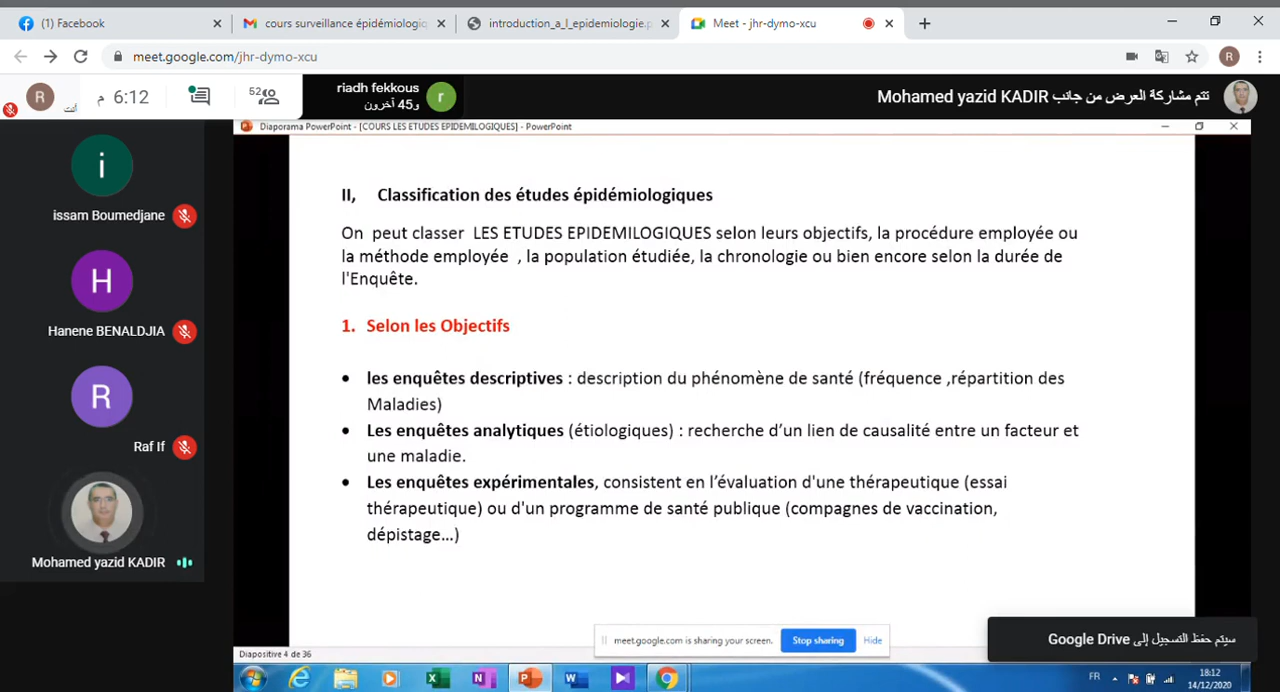 (1) Facebook
cours surveillance épidémiologiq
introduction_a_l_epidemiologie.p
Meet - jhr-dymo-xcu
meet.google.com/jhr-dymo-xcu
R
R
أنت
6:12 م
52
riadh fekkous
و45 آخرون
r
تتم مشاركة العرض من جانب Mohamed yazid KADIR
Diaporama PowerPoint - [COURS LES ETUDES EPIDEMILOGIQUES] - PowerPoint
i
issam Boumedjane
H
Hanene BENALDJIA
R
Raf If
Mohamed yazid KADIR
II, Classification des études épidémiologiques
On peut classer LES ETUDES EPIDEMILOGIQUES selon leurs objectifs, la procédure employée ou
la méthode employée , la population étudiée, la chronologie ou bien encore selon la durée de
l'Enquête.
1. Selon les Objectifs
• les enquêtes descriptives : description du phénomène de santé (fréquence ,répartition des
Maladies)
• Les enquêtes analytiques (étiologiques) : recherche d’un lien de causalité entre un facteur et
une maladie.
• Les enquêtes expérimentales, consistent en l’évaluation d'une thérapeutique (essai
thérapeutique) ou d'un programme de santé publique (compagnes de vaccination,
dépistage…)
meet.google.com is sharing your screen.
Stop sharing
Hide
سيتم حفظ التسجيل إلى Google Drive
Diapositive 4 de 36
FR
18:12
14/12/2020